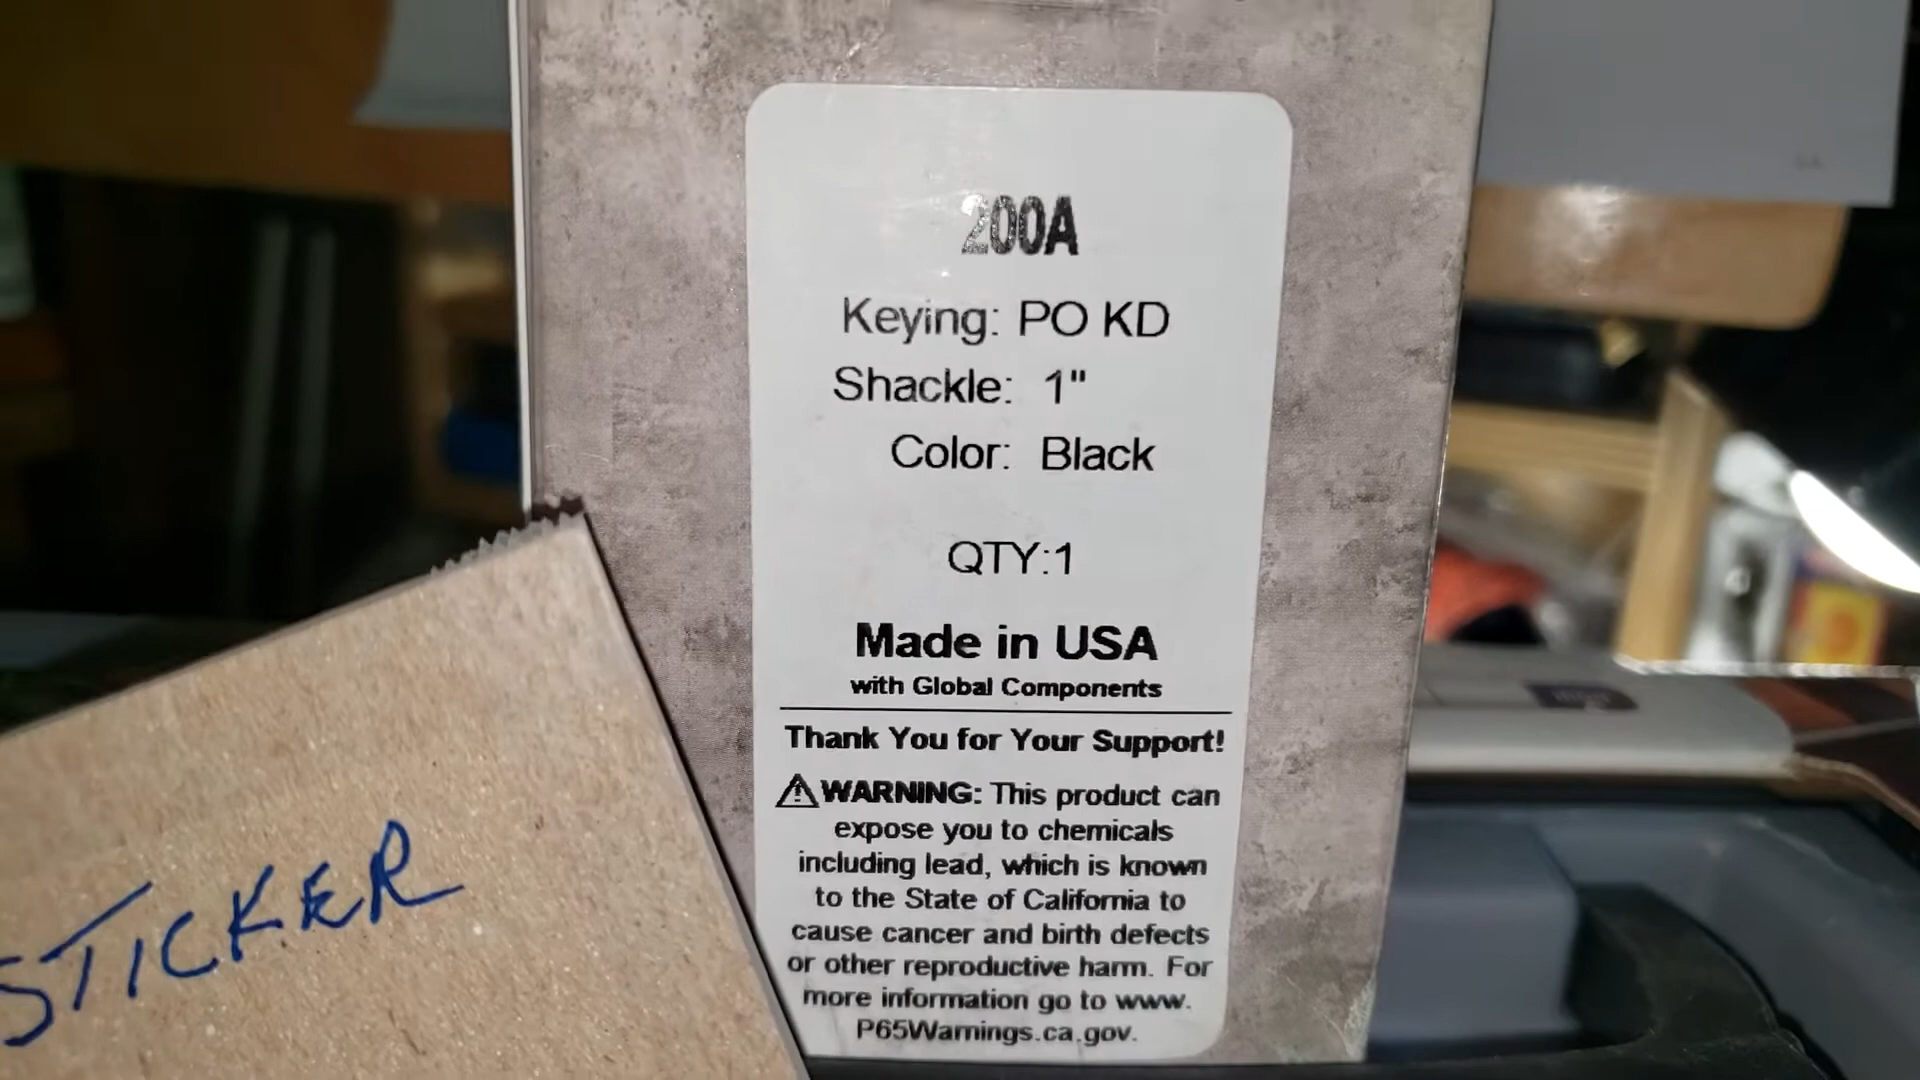 200A
Keying: PO KD
Shackle: 1"
Color: Black
QTY:1
Made in USA
with Global Components
Thank You for Your Support!
WARNING: This product can
expose you to chemicals
including lead, which is known
to the State of California to
cause cancer and birth defects
or other reproductive harm. For
more information go to www.
P65Warnings.ca.gov.
STICKER